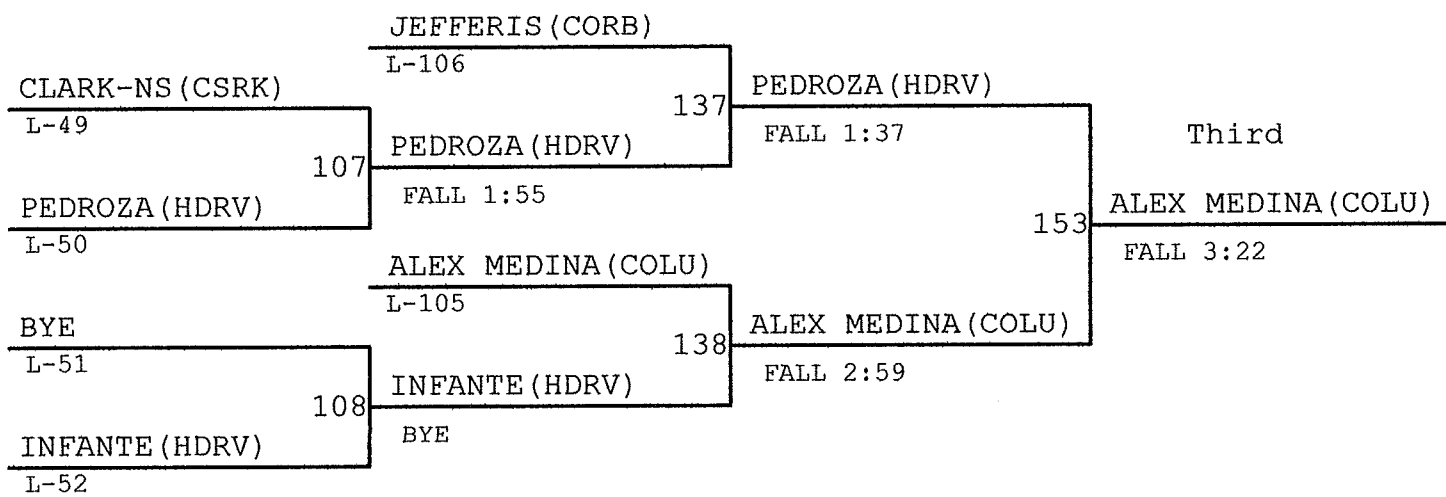 JEFFERIS(CORB)
L-106
CLARK-NS(CSRK)
L-49
137
PEDROZA(HDRV)
FALL 1:37
Third
107
PEDROZA(HDRV)
FALL 1:55
PEDROZA(HDRV)
L-50
153
ALEX MEDINA(COLU)
FALL 3:22
ALEX MEDINA(COLU)
L-105
BYE
L-51
138
ALEX MEDINA(COLU)
FALL 2:59
108
INFANTE(HDRV)
BYE
INFANTE(HDRV)
L-52